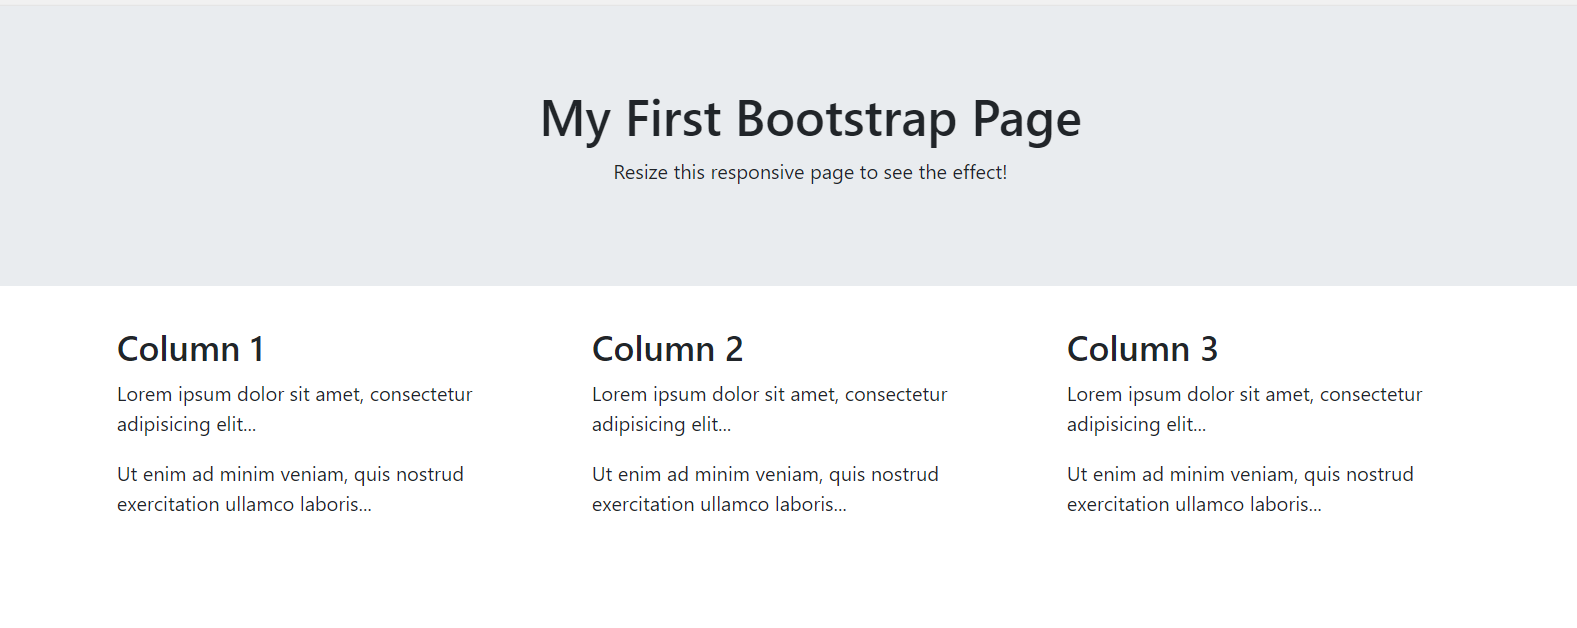 My First Bootstrap Page
Resize this responsive page to see the effect!
Column 1
Lorem ipsum dolor sit amet, consectetur
adipisicing elit...
Ut enim ad minim veniam, quis nostrud
exercitation ullamco laboris...
Column 2
Lorem ipsum dolor sit amet, consectetur
adipisicing elit...
Ut enim ad minim veniam, quis nostrud
exercitation ullamco laboris...
Column 3
Lorem ipsum dolor sit amet, consectetur
adipisicing elit...
Ut enim ad minim veniam, quis nostrud
exercitation ullamco laboris...